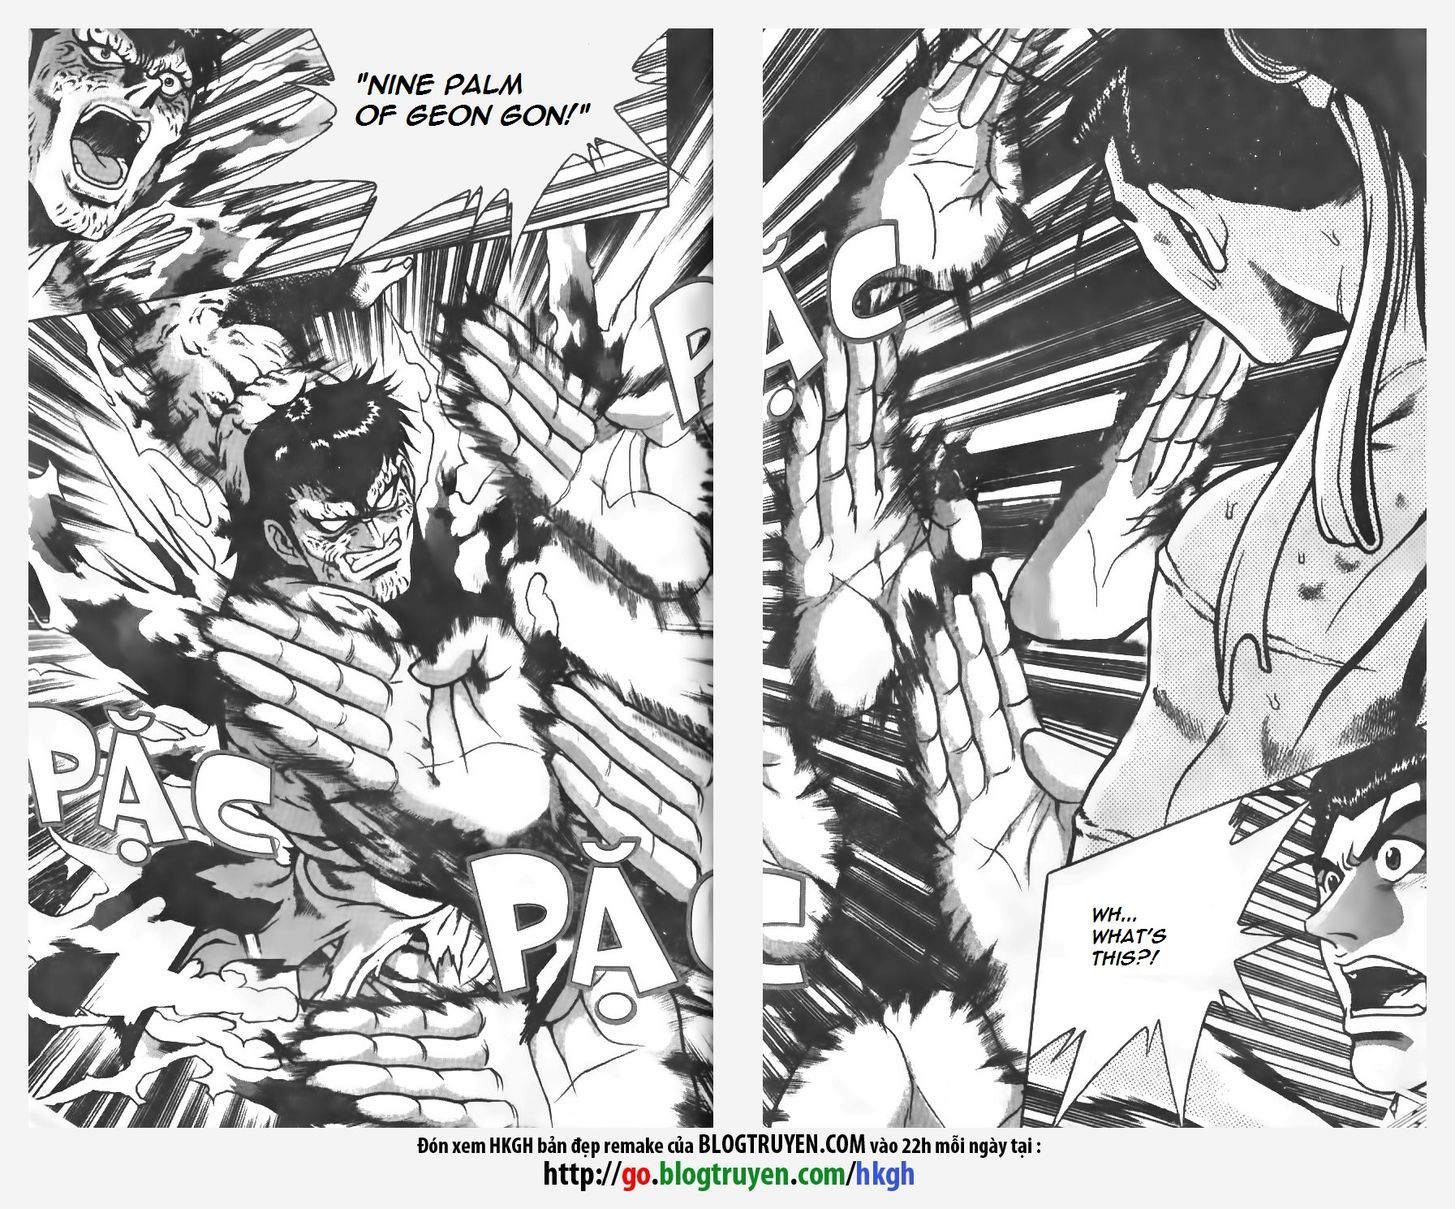 "NINE PALM
OF GEON GON!"
PẶC
PẶC
PẶC
WH...
WHAT'S
THIS?!
Đón xem HKGH bản đẹp remake của BLOGTRUYEN.COM vào 22h mỗi ngày tại :
http://go.blogtruyen.com/hkgh